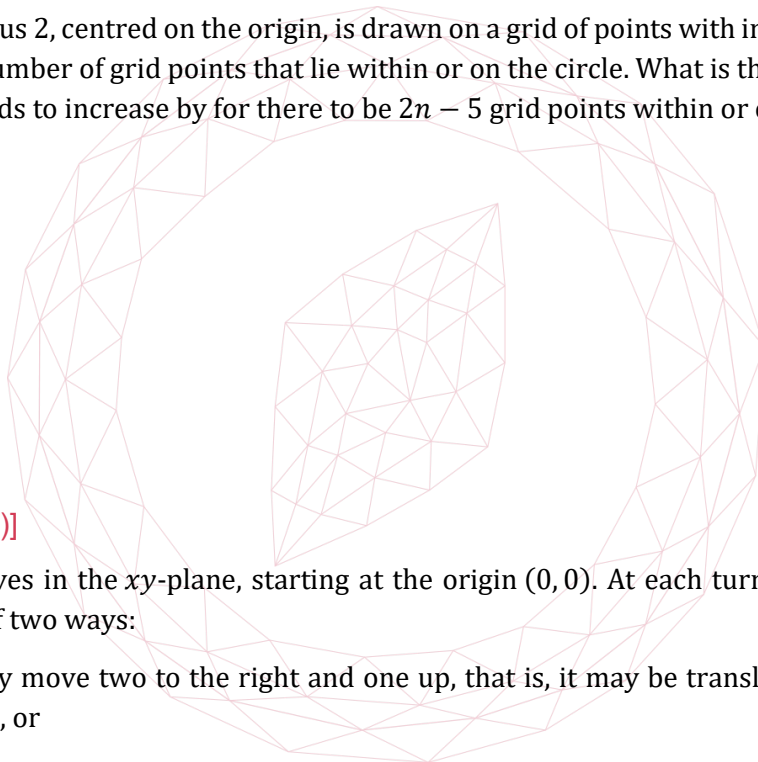 us 2, centred on the origin, is drawn on a grid of points with in
umber of grid points that lie within or on the circle. What is th
ds to increase by for there to be 2n − 5 grid points within or
)]
ves in the xy-plane, starting at the origin (0, 0). At each turn
f two ways:
y move two to the right and one up, that is, it may be transl
, or